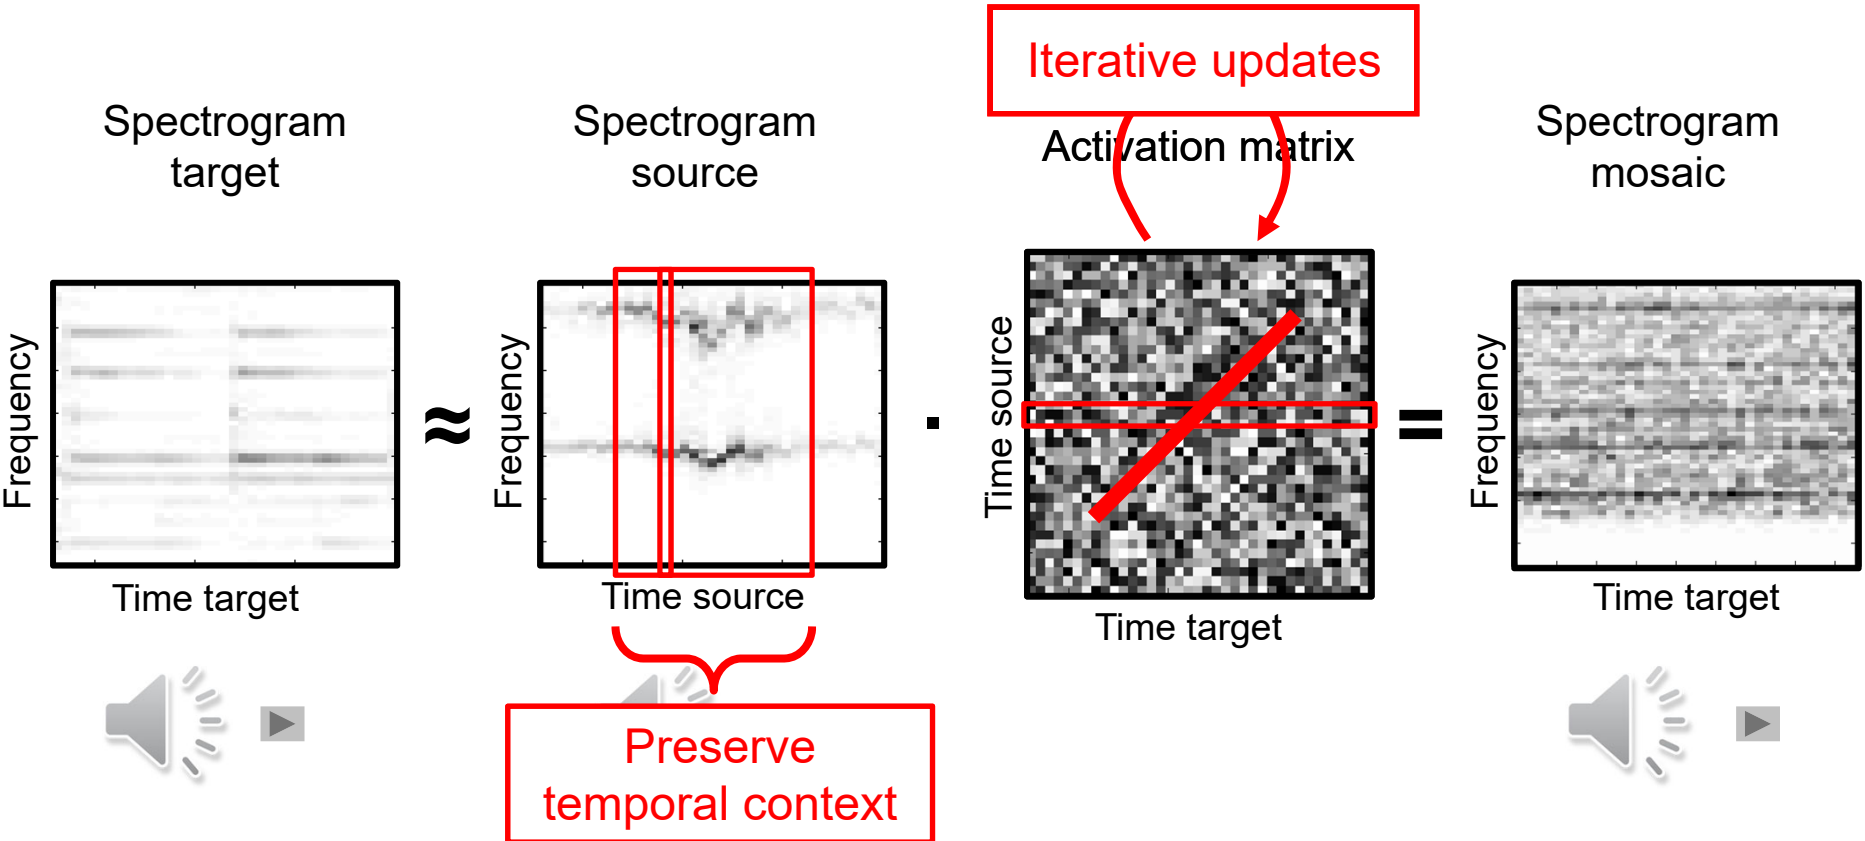 Iterative updates
Spectrogram
target
Spectrogram
source
Activation matrix
Spectrogram
mosaic
Frequency
Time target
≈
Frequency
Time source
·
Time source
Time target
=
Frequency
Time target
Preserve
temporal context